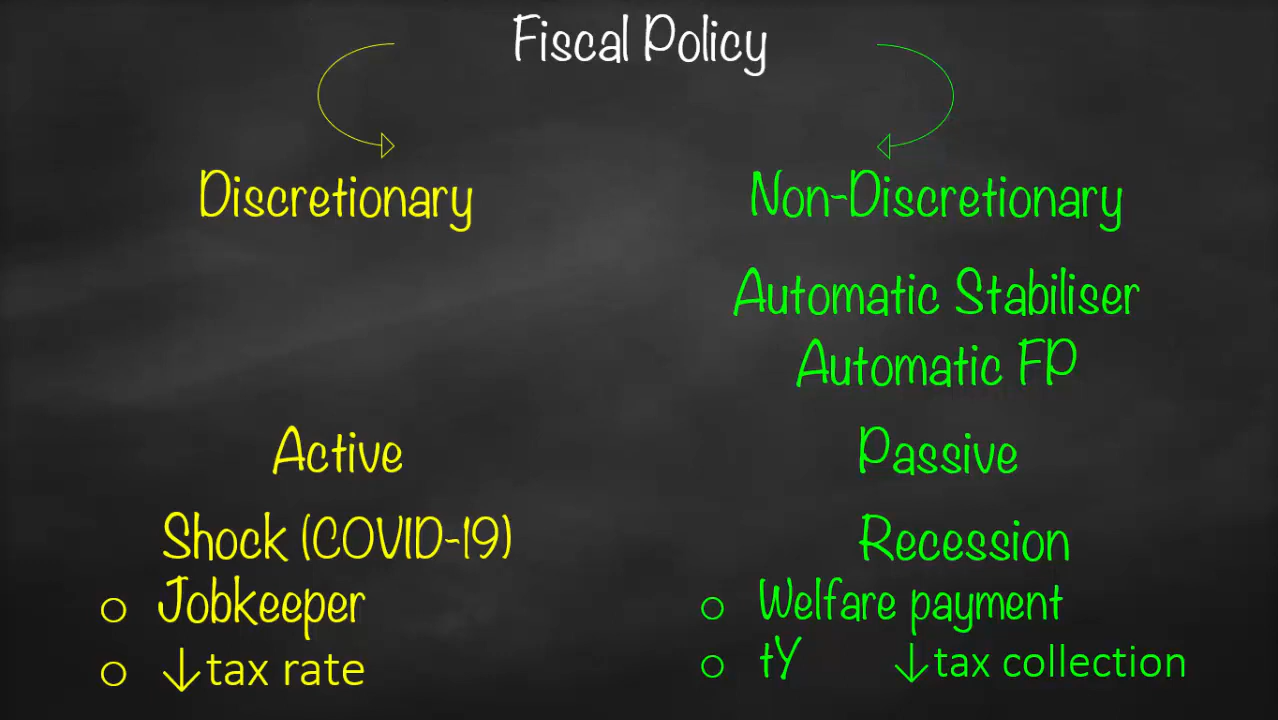 Fiscal Policy
Discretionary
Non-Discretionary
Automatic Stabiliser
Automatic FP
Active
Passive
Shock (COVID-19)
Recession
o Jobkeeper
o Welfare payment
o ↓tax rate
o tY ↓tax collection